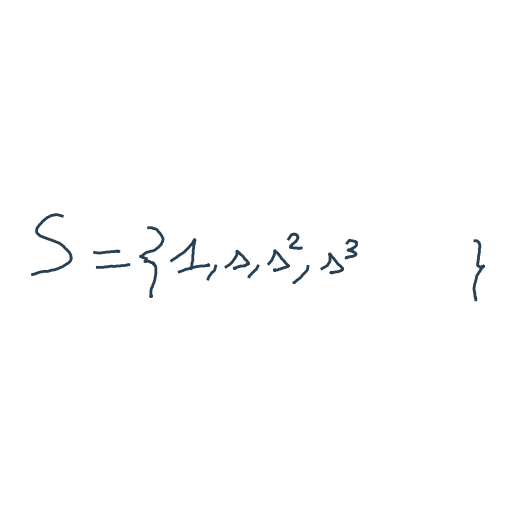 S = {1, s, s², s³ }